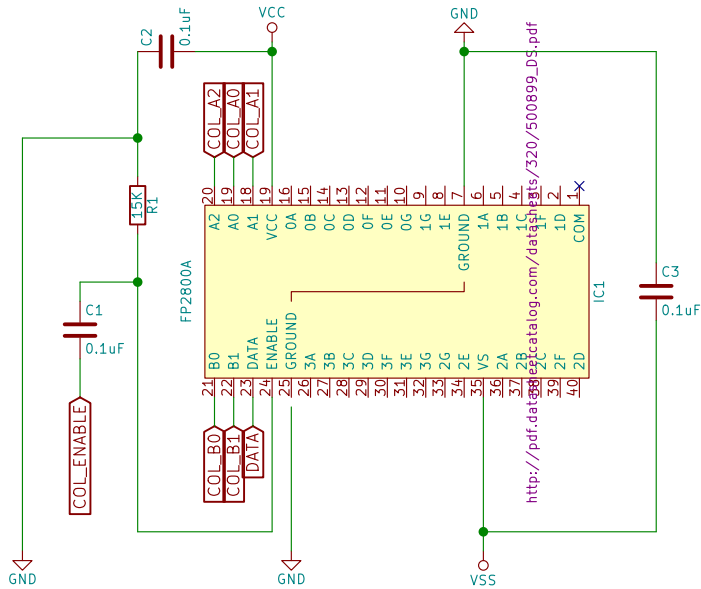 VCC
GND
C2
0.1uF
COL_A2
COL_A0
COL_A1
http://pdf.datasheetcatalog.com/datasheets/320/500899_DS.pdf
20 19 18 19 16 15 14 13 12 11 10 9 8 7 6 5 4 3 2 1
A2 A0 A1 VCC 0A 0B 0C 0D 0F 0E 0G 1G 1E GROUND 1A 1B 1C 1F 1D COM
15K
R1
FP2800A
IC1
C3
0.1uF
C1
0.1uF
B0 B1 DATA ENABLE GROUND 3A 3B 3C 3D 3F 3E 3G 2G 2E VS 2A 2B 2C 2F 2D
21 22 23 24 25 26 27 28 29 30 31 32 33 34 35 36 37 38 39 40
COL_ENABLE
COL_B0
COL_B1
DATA
GND
GND
VSS